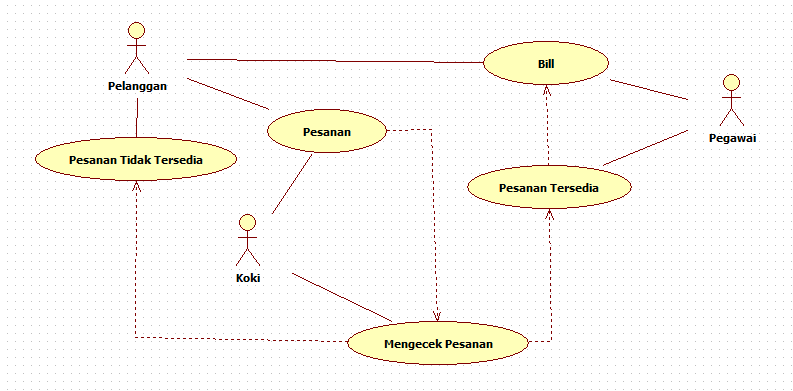 Pelanggan
Bill
Pegawai
Pesanan
Pesanan Tidak Tersedia
Pesanan Tersedia
Koki
Mengecek Pesanan